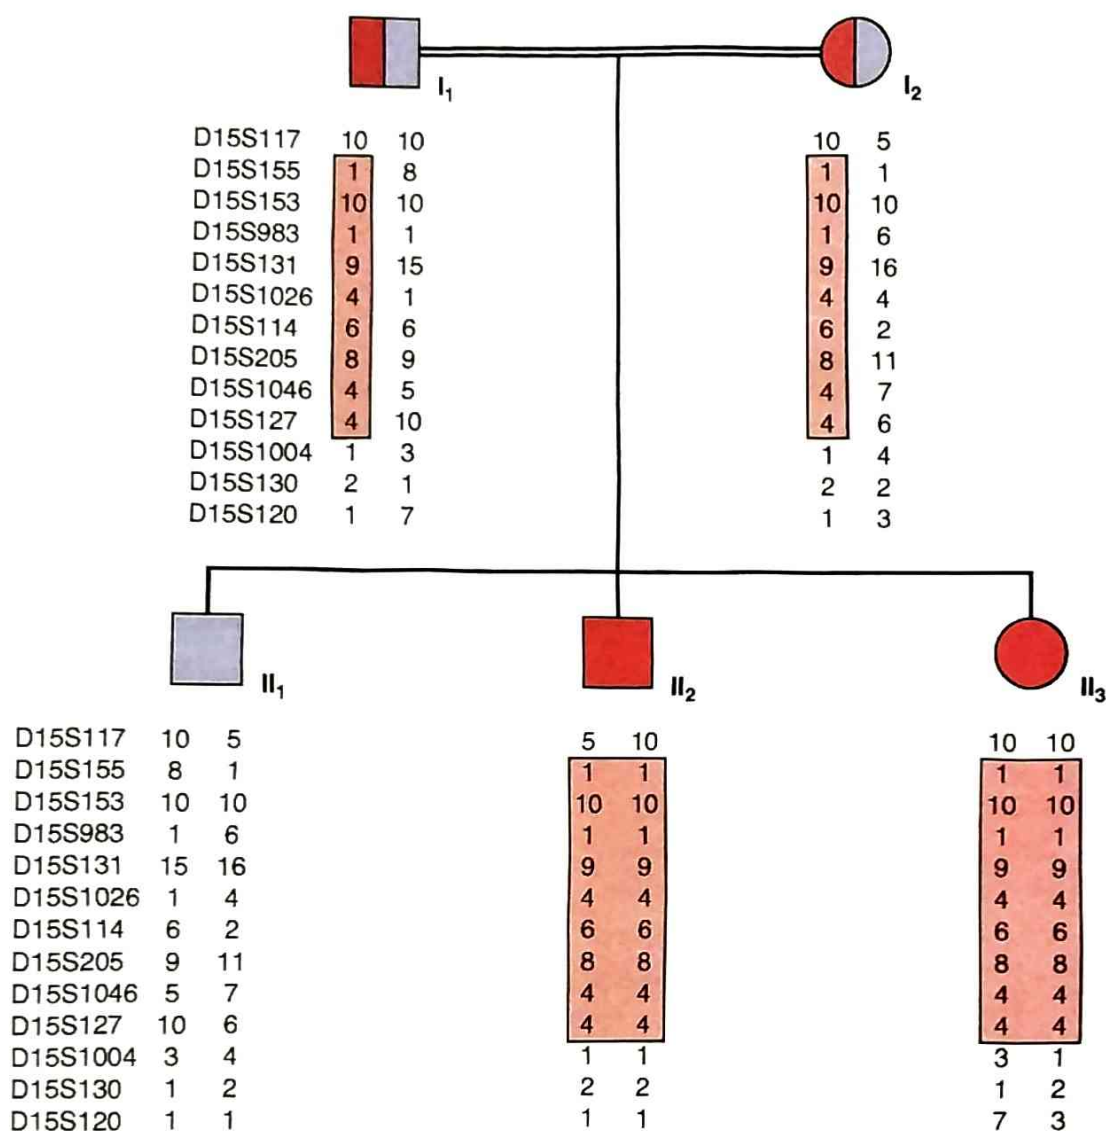 I1 I2
D15S117 10 10 10 5
D15S155 1 8 1 1
D15S153 10 10 10 10
D15S983 1 1 1 6
D15S131 9 15 9 16
D15S1026 4 1 4 4
D15S114 6 6 6 2
D15S205 8 9 8 11
D15S1046 4 5 4 7
D15S127 4 10 4 6
D15S1004 1 3 1 4
D15S130 2 1 2 2
D15S120 1 7 1 3
II1 II2 II3
D15S117 10 5 5 10 10 10
D15S155 8 1 1 1 1 1
D15S153 10 10 10 10 10 10
D15S983 1 6 1 1 1 1
D15S131 15 16 9 9 9 9
D15S1026 1 4 4 4 4 4
D15S114 6 2 6 6 6 6
D15S205 9 11 8 8 8 8
D15S1046 5 7 4 4 4 4
D15S127 10 6 4 4 4 4
D15S1004 3 4 1 1 3 1
D15S130 1 2 2 2 1 2
D15S120 1 1 1 1 7 3